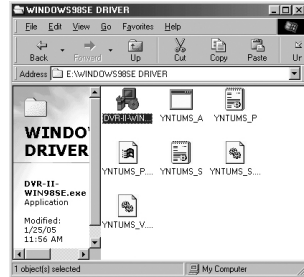 WINDOWS98SE DRIVER
File Edit View Go Favorites Help
Back Forward Up Cut Copy Paste Ur
Address E:\WINDOWS98SE DRIVER
DVR-II-WIN... YNTUMS_A YNTUMS_P
WINDO'
DRIVER
YNTUMS_P.... YNTUMS_S YNTUMS_S....
DVR-II-
WIN98SE.exe
Application
Modified:
1/25/05
11:56 AM
YNTUMS_V....
1 object(s) selected My Computer